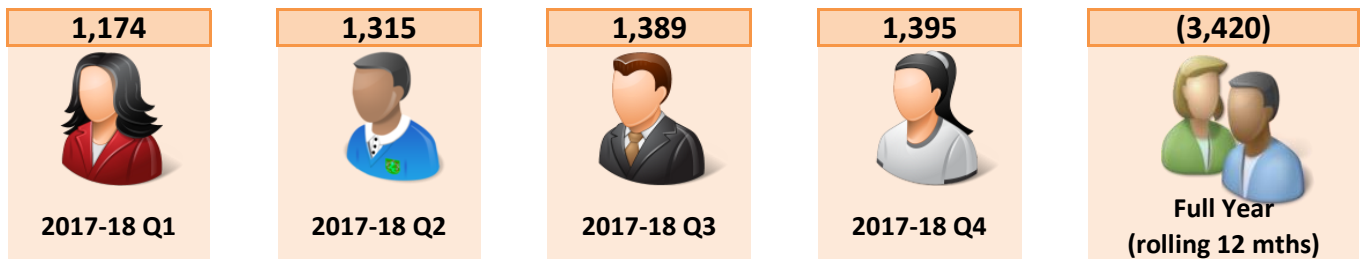 1,174
1,315
1,389
1,395
(3,420)
2017-18 Q1
2017-18 Q2
2017-18 Q3
2017-18 Q4
Full Year
(rolling 12 mths)